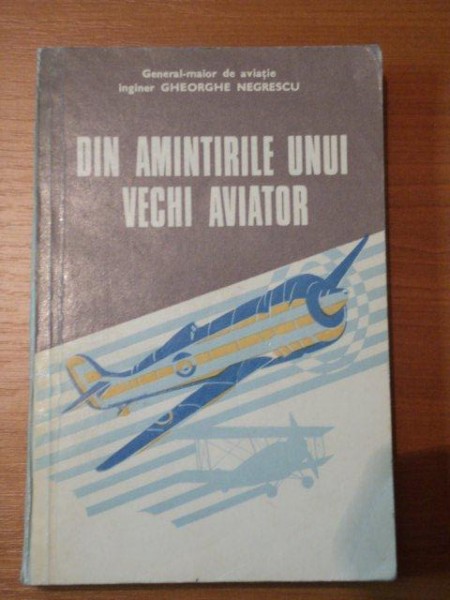 General-maior de aviație
inginer GHEORGHE NEGRESCU
DIN AMINTIRILE UNUI
VECHI AVIATOR